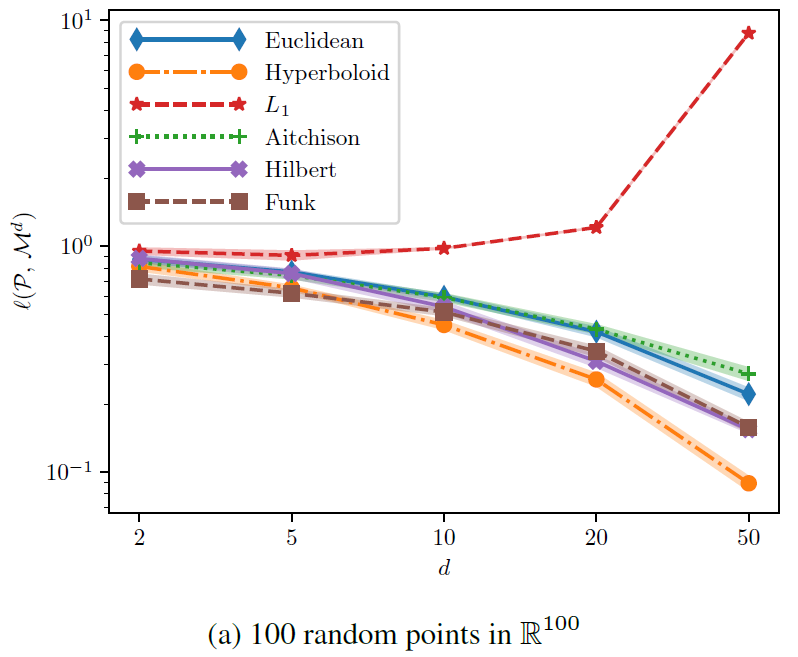 10^1
Euclidean
Hyperboloid
L_1
Aitchison
Hilbert
Funk
10^0
ℓ(𝒫, ℳ^d)
10^−1
2 5 10 20 50
d
(a) 100 random points in ℝ^100